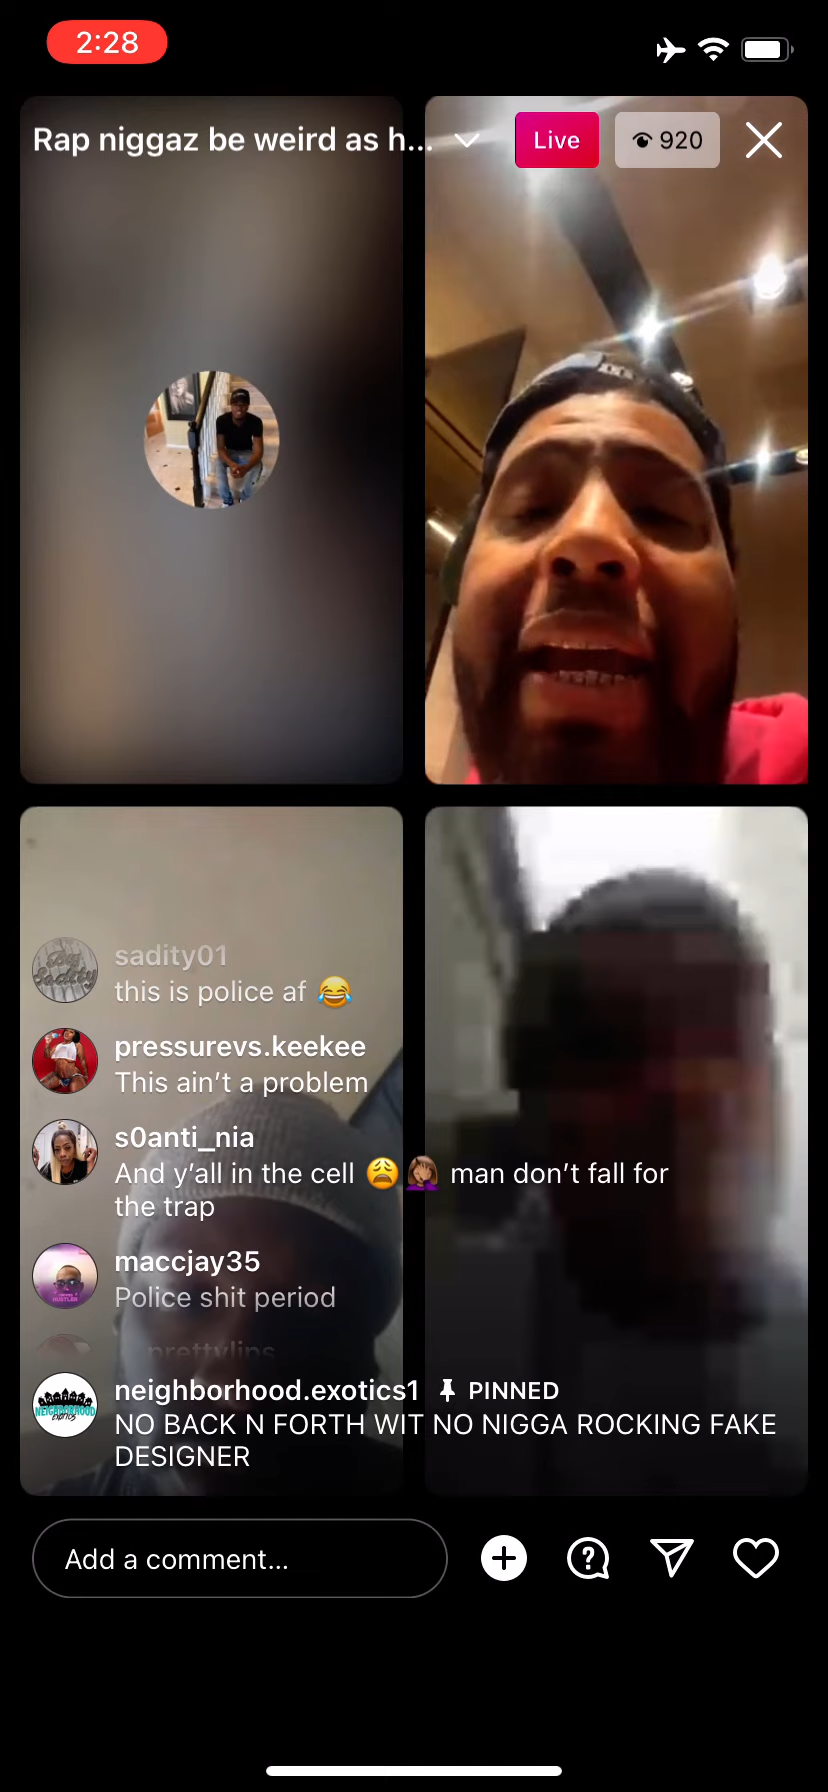 2:28
Rap niggaz be weird as h...
Live
920
sadity01
this is police af 😂
pressurevs.keekee
This ain't a problem
s0anti_nia
And y'all in the cell 😩🤦🏾‍♀️ man don't fall for
the trap
maccjay35
Police shit period
prettylips
neighborhood.exotics1 PINNED
NO BACK N FORTH WIT NO NIGGA ROCKING FAKE
DESIGNER
Add a comment...